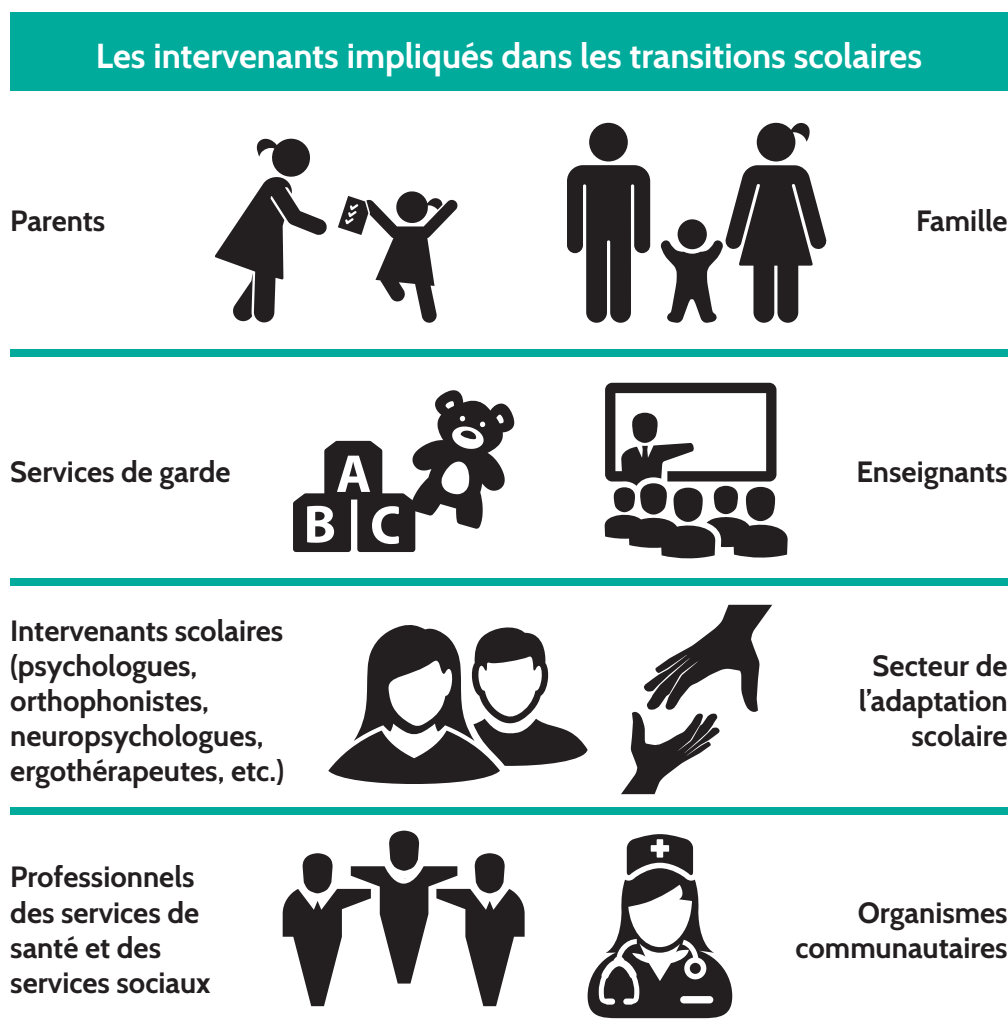 Les intervenants impliqués dans les transitions scolaires
Parents
Famille
Services de garde
A
B C
Enseignants
Intervenants scolaires
(psychologues,
orthophonistes,
neuropsychologues,
ergothérapeutes, etc.)
Secteur de
l’adaptation
scolaire
Professionnels
des services de
santé et des
services sociaux
Organismes
communautaires